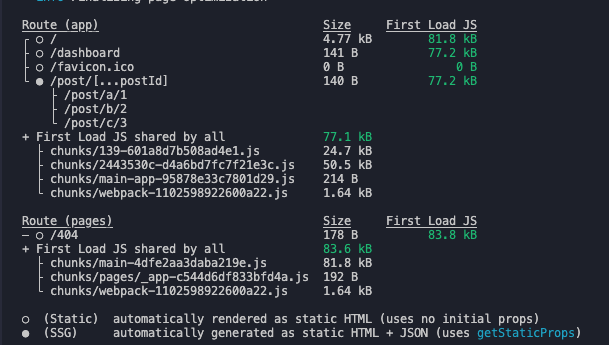 info Finalizing page optimization
Route (app) Size First Load JS
┌ ○ / 4.77 kB 81.8 kB
├ ○ /dashboard 141 B 77.2 kB
├ ○ /favicon.ico 0 B 0 B
└ ● /post/[...postId] 140 B 77.2 kB
├ /post/a/1
├ /post/b/2
└ /post/c/3
+ First Load JS shared by all 77.1 kB
├ chunks/139-601a8d7b508ad4e1.js 24.7 kB
├ chunks/2443530c-d4a6bd7fc7f21e3c.js 50.5 kB
├ chunks/main-app-95878e33c7801d29.js 214 B
└ chunks/webpack-1102598922600a22.js 1.64 kB
Route (pages) Size First Load JS
─ ○ /404 178 B 83.8 kB
+ First Load JS shared by all 83.6 kB
├ chunks/main-4dfe2aa3daba219e.js 81.8 kB
├ chunks/pages/_app-c544d6df833bfd4a.js 192 B
└ chunks/webpack-1102598922600a22.js 1.64 kB
○ (Static) automatically rendered as static HTML (uses no initial props)
● (SSG) automatically generated as static HTML + JSON (uses getStaticProps)